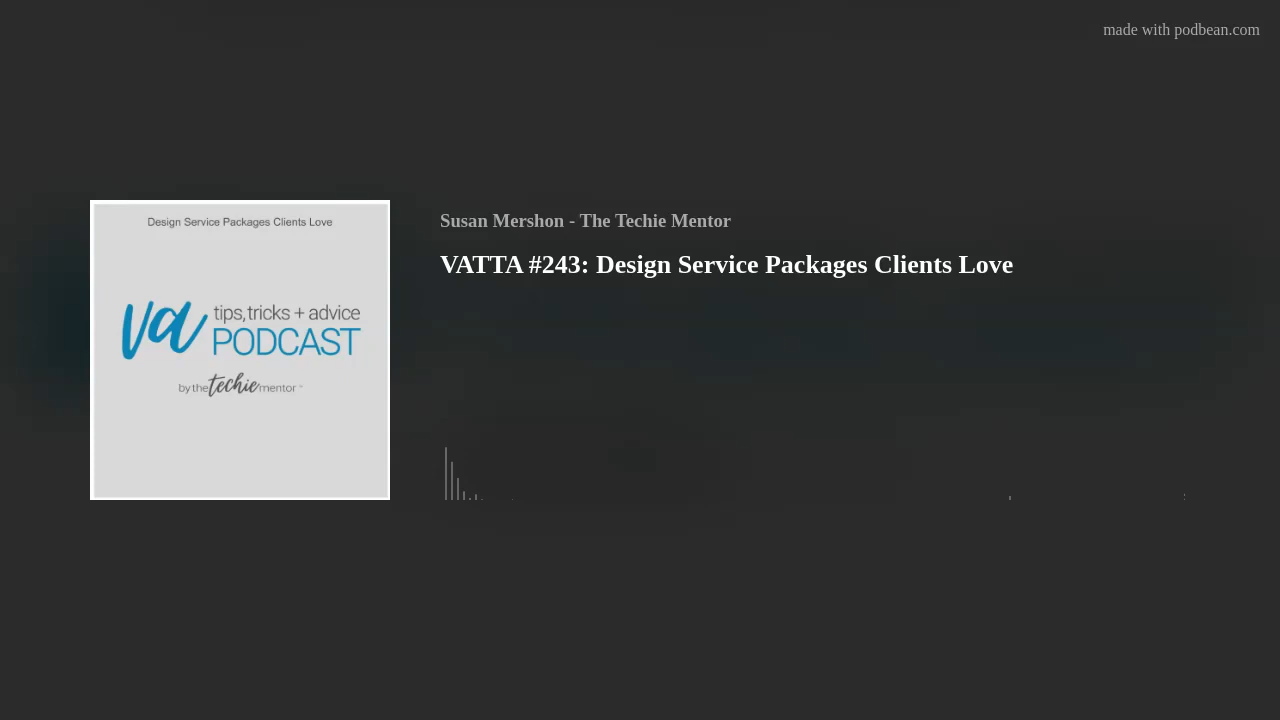 made with podbean.com
Design Service Packages Clients Love
va tips, tricks + advice
PODCAST
by the techie mentor
Susan Mershon - The Techie Mentor
VATTA #243: Design Service Packages Clients Love